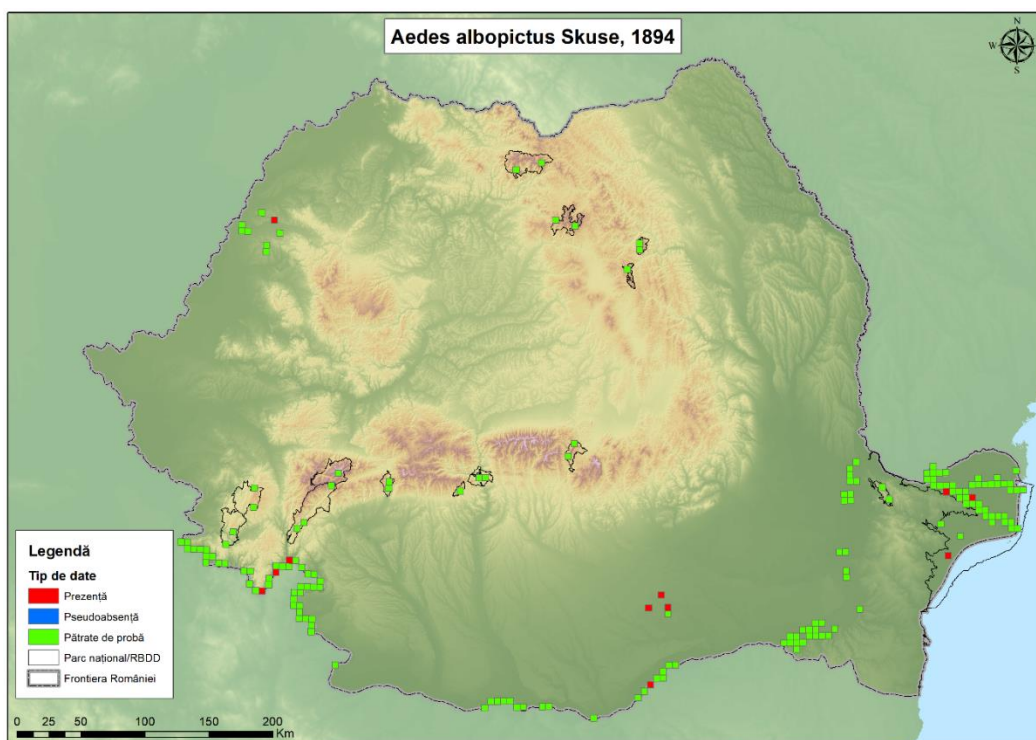 Aedes albopictus Skuse, 1894
N
W E
S
Legendă
Tip de date
Prezență
Pseudoabsență
Pătrate de probă
Parc național/RBDD
Frontiera României
0 25 50 100 150 200
Km